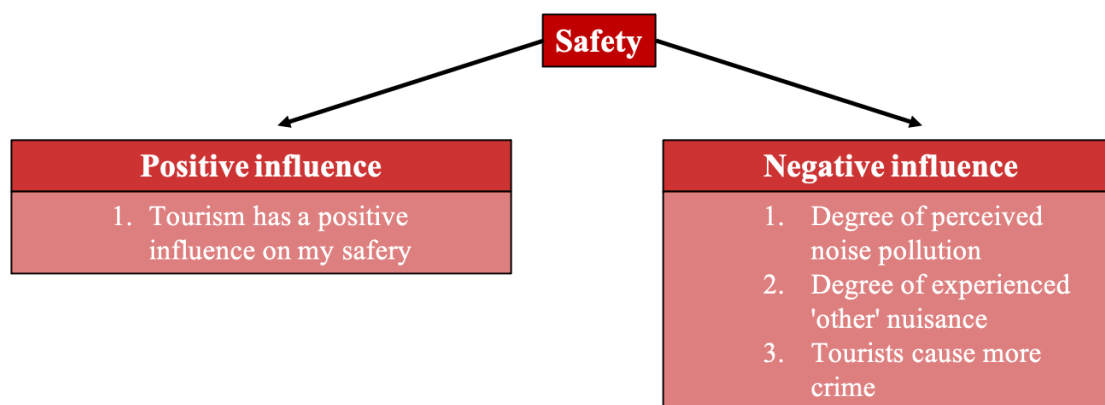 Safety
Positive influence
1. Tourism has a positive
influence on my safery
Negative influence
1. Degree of perceived
noise pollution
2. Degree of experienced
'other' nuisance
3. Tourists cause more
crime